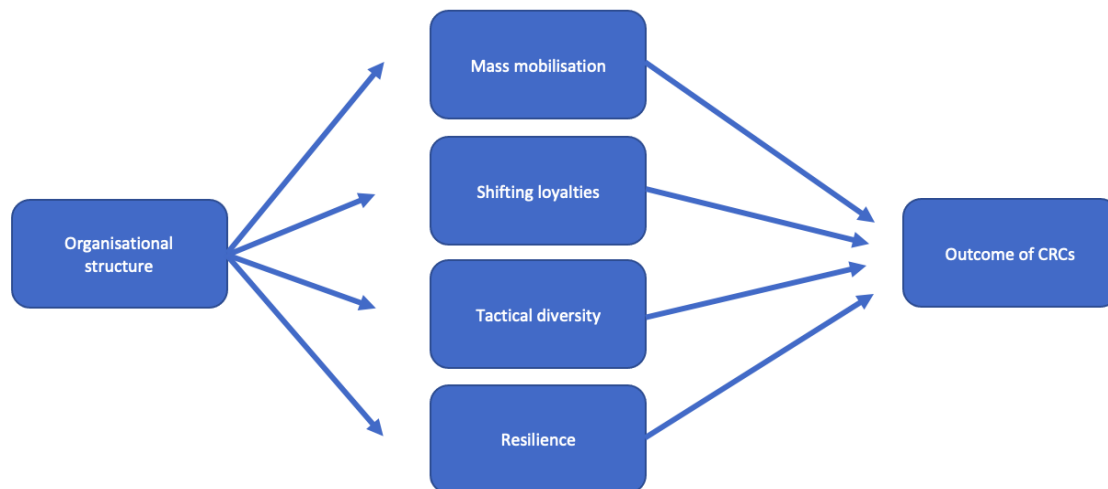 Mass mobilisation
Shifting loyalties
Organisational
structure
Outcome of CRCs
Tactical diversity
Resilience